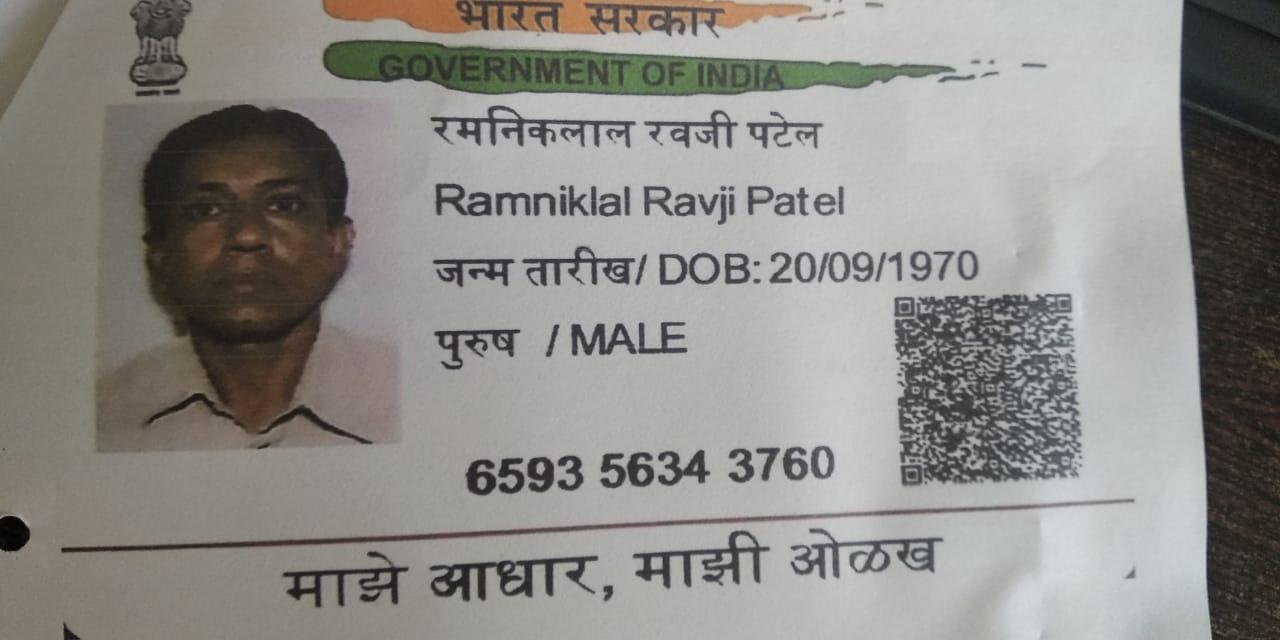 भारत सरकार
GOVERNMENT OF INDIA
रमनिकलाल रवजी पटेल
Ramniklal Ravji Patel
जन्म तारीख/ DOB: 20/09/1970
पुरुष / MALE
6593 5634 3760
माझे आधार, माझी ओळख